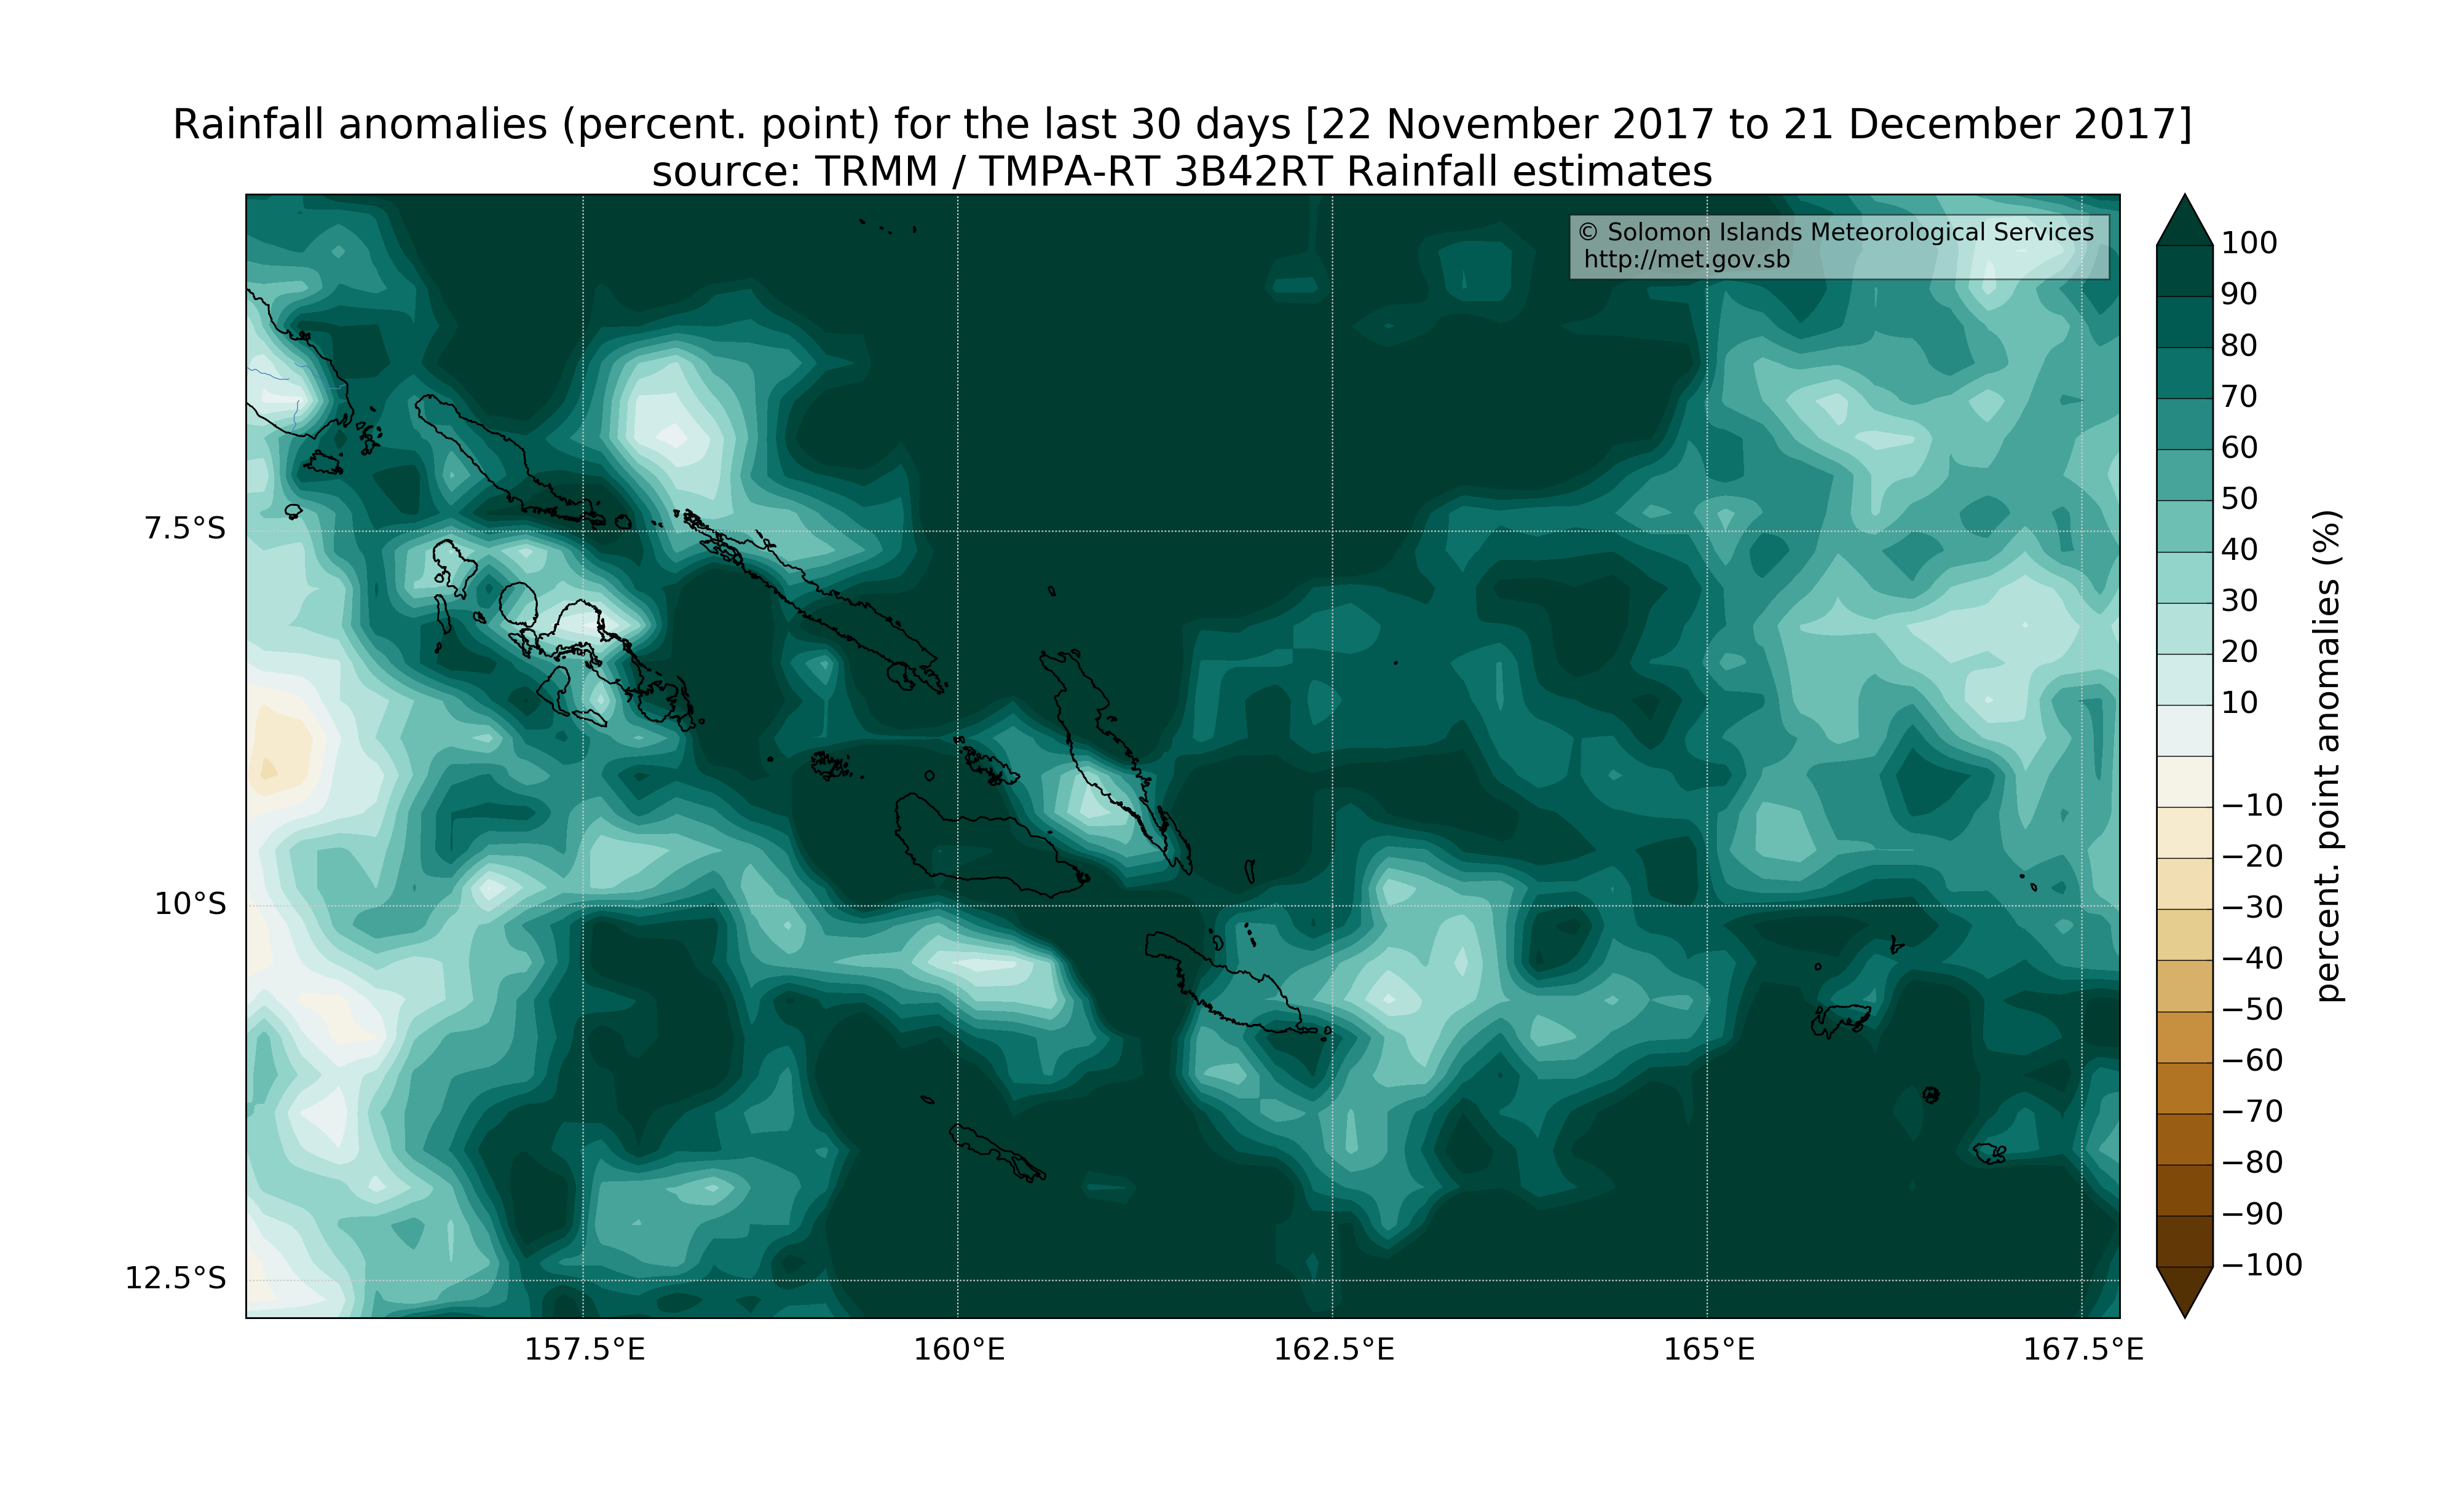 Rainfall anomalies (percent. point) for the last 30 days [22 November 2017 to 21 December 2017]
source: TRMM / TMPA-RT 3B42RT Rainfall estimates
© Solomon Islands Meteorological Services
http://met.gov.sb
7.5°S
10°S
12.5°S
157.5°E
160°E
162.5°E
165°E
167.5°E
100
90
80
70
60
50
40
30
20
10
−10
−20
−30
−40
−50
−60
−70
−80
−90
−100
percent. point anomalies (%)